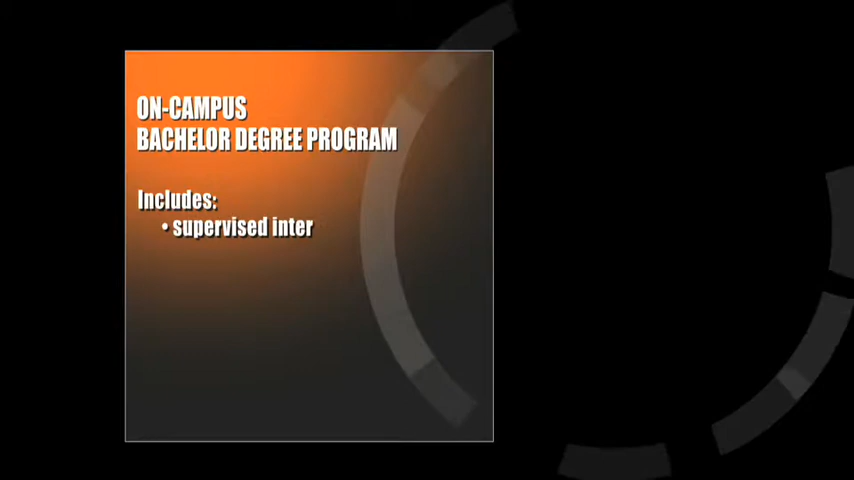 ON-CAMPUS
BACHELOR DEGREE PROGRAM
Includes:
• supervised inter